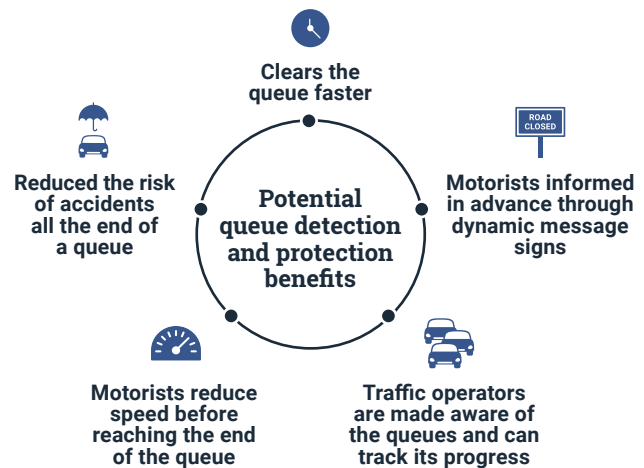 Clears the
queue faster
ROAD
CLOSED
Reduced the risk
of accidents
all the end of
a queue
Potential
queue detection
and protection
benefits
Motorists informed
in advance through
dynamic message
signs
Motorists reduce
speed before
reaching the end
of the queue
Traffic operators
are made aware of
the queues and can
track its progress